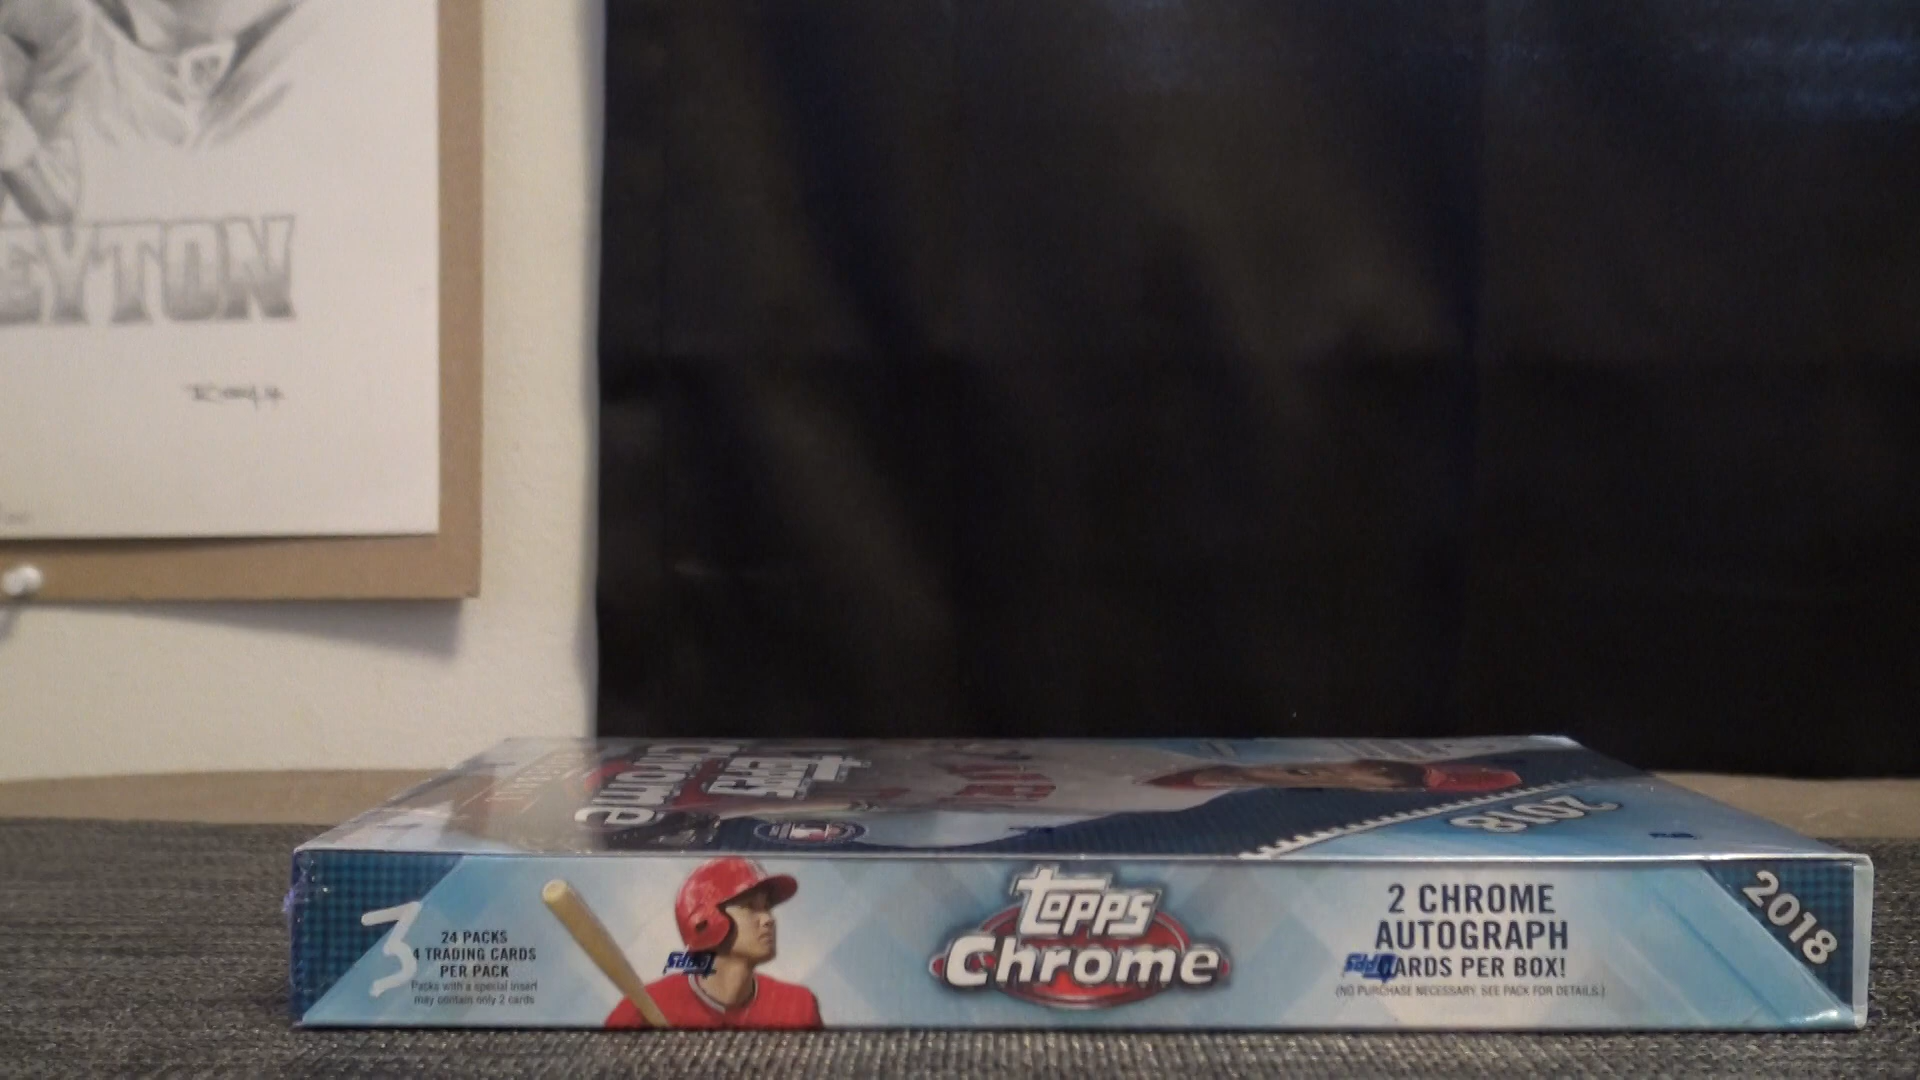 EYTON
Chrome
2018
3
24 PACKS
4 TRADING CARDS
PER PACK
Packs with a special insert
may contain only 2 cards
Topps
Chrome
2 CHROME
AUTOGRAPH
CARDS PER BOX!
(NO PURCHASE NECESSARY. SEE PACK FOR DETAILS.)
2018